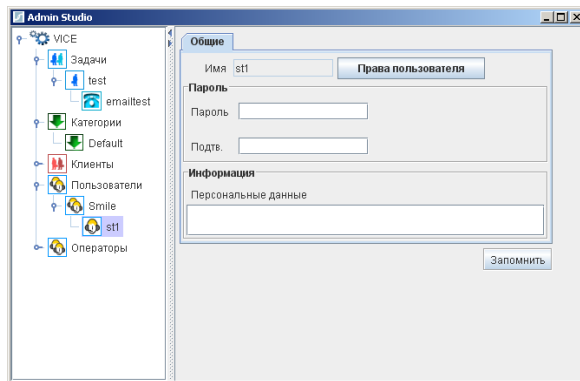 Admin Studio
VICE
Задачи
test
emailtest
Категории
Default
Клиенты
Пользователи
Smile
st1
Операторы
Общие
Имя st1 Права пользователя
Пароль
Пароль
Подтв.
Информация
Персональные данные
Запомнить